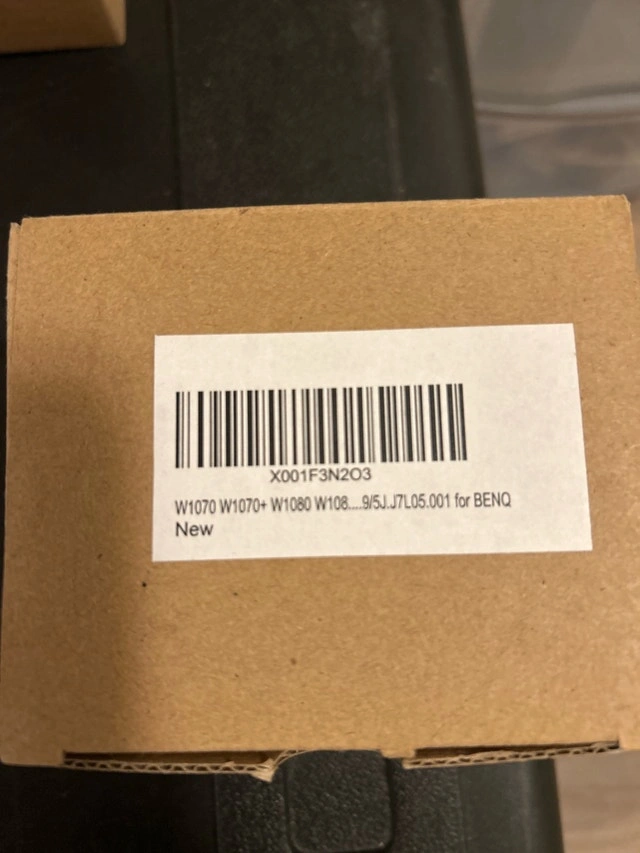 X001F3N2O3
W1070 W1070+ W1080 W108....9/5J.J7L05.001 for BENQ
New